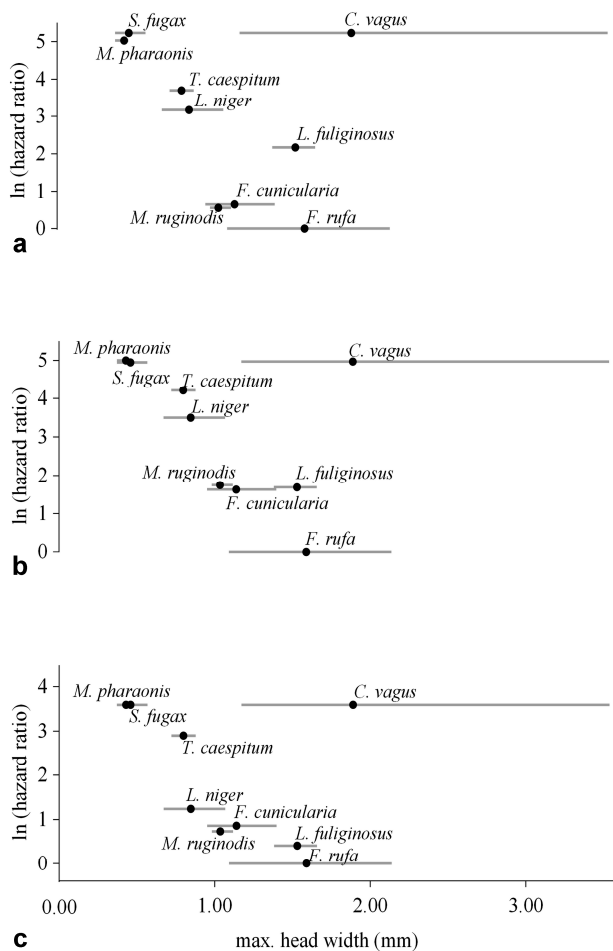 S. fugax
C. vagus
5
M. pharaonis
4
T. caespitum
L. niger
3
L. fuliginosus
2
1
F. cunicularia
M. ruginodis
F. rufa
0
ln (hazard ratio)
a
M. pharaonis
C. vagus
5
S. fugax
T. caespitum
4
L. niger
3
2
M. ruginodis
L. fuliginosus
F. cunicularia
1
F. rufa
0
ln (hazard ratio)
b
4
M. pharaonis
C. vagus
S. fugax
3
T. caespitum
2
L. niger
1
F. cunicularia
M. ruginodis
L. fuliginosus
F. rufa
0
ln (hazard ratio)
0.00 1.00 2.00 3.00
c
max. head width (mm)